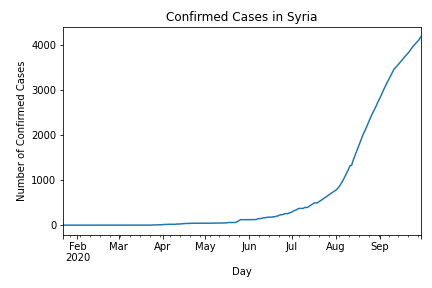 Confirmed Cases in Syria
Number of Confirmed Cases
4000
3000
2000
1000
0
Feb Mar Apr May Jun Jul Aug Sep
2020
Day